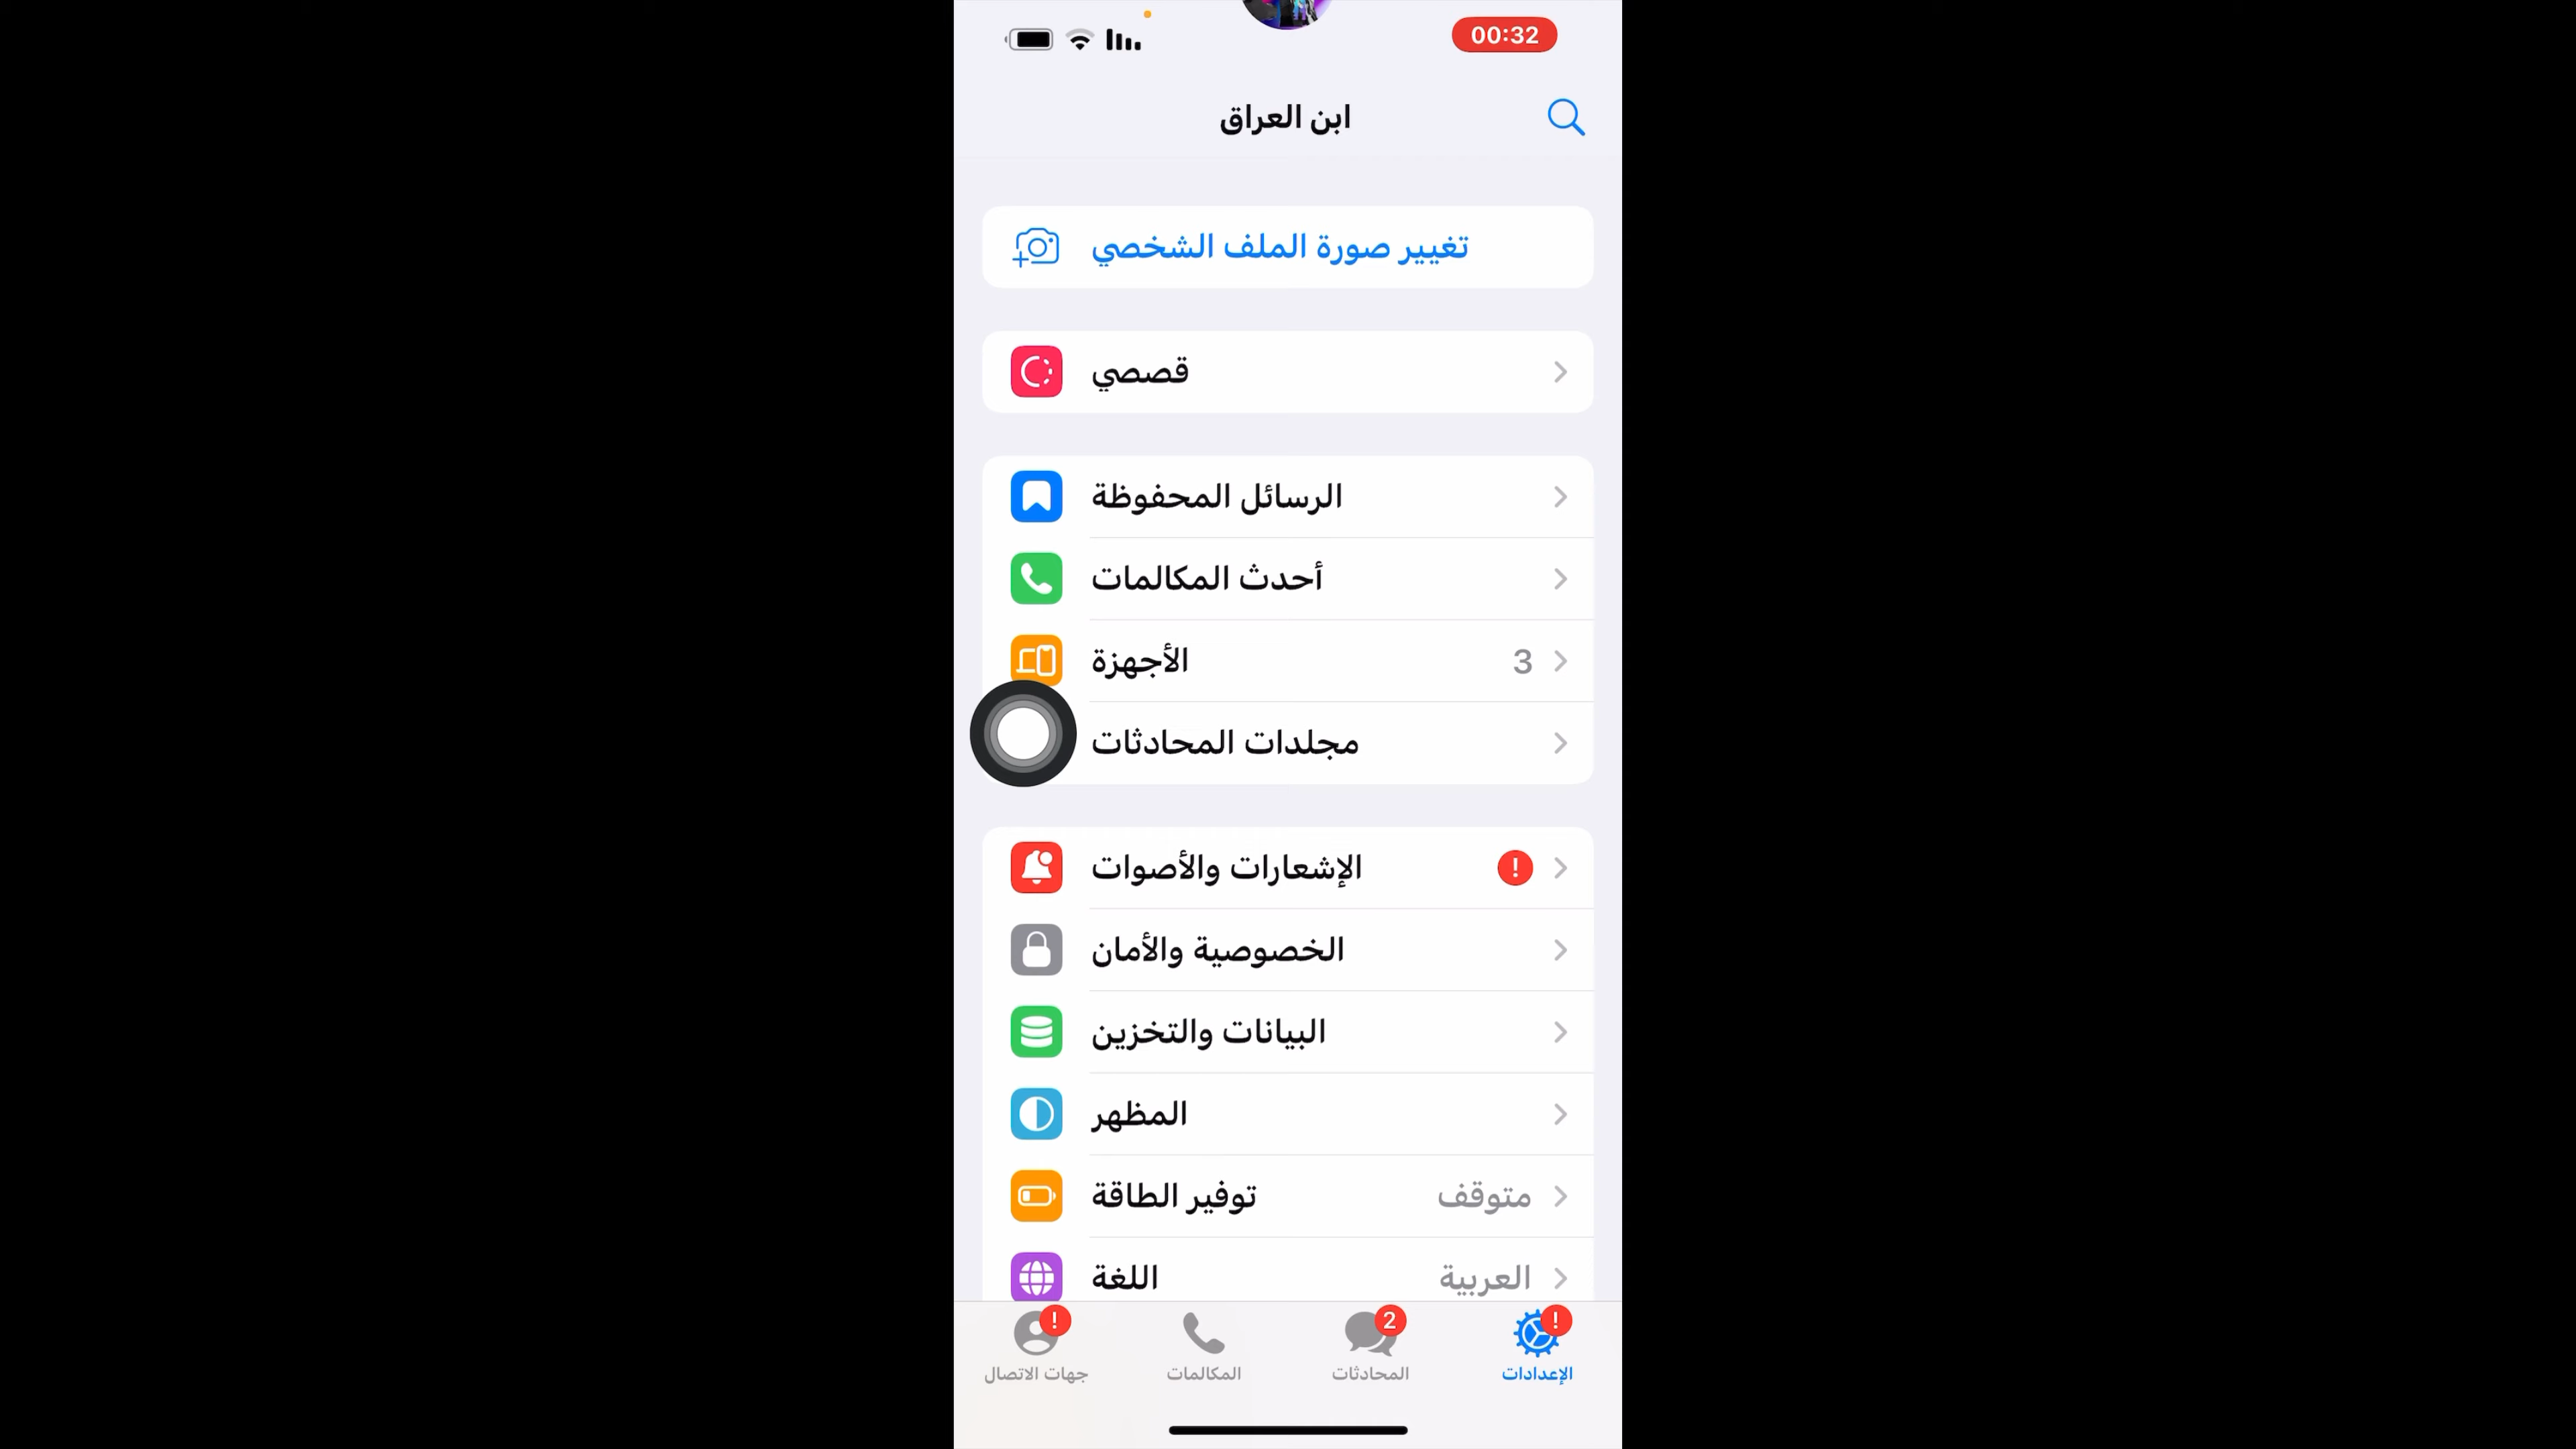 00:32
ابن العراق
تغيير صورة الملف الشخصي
قصصي
الرسائل المحفوظة
أحدث المكالمات
الأجهزة 3
مجلدات المحادثات
الإشعارات والأصوات !
الخصوصية والأمان
البيانات والتخزين
المظهر
توفير الطاقة متوقف
اللغة العربية
! 2 !
جهات الاتصال المكالمات المحادثات الإعدادات